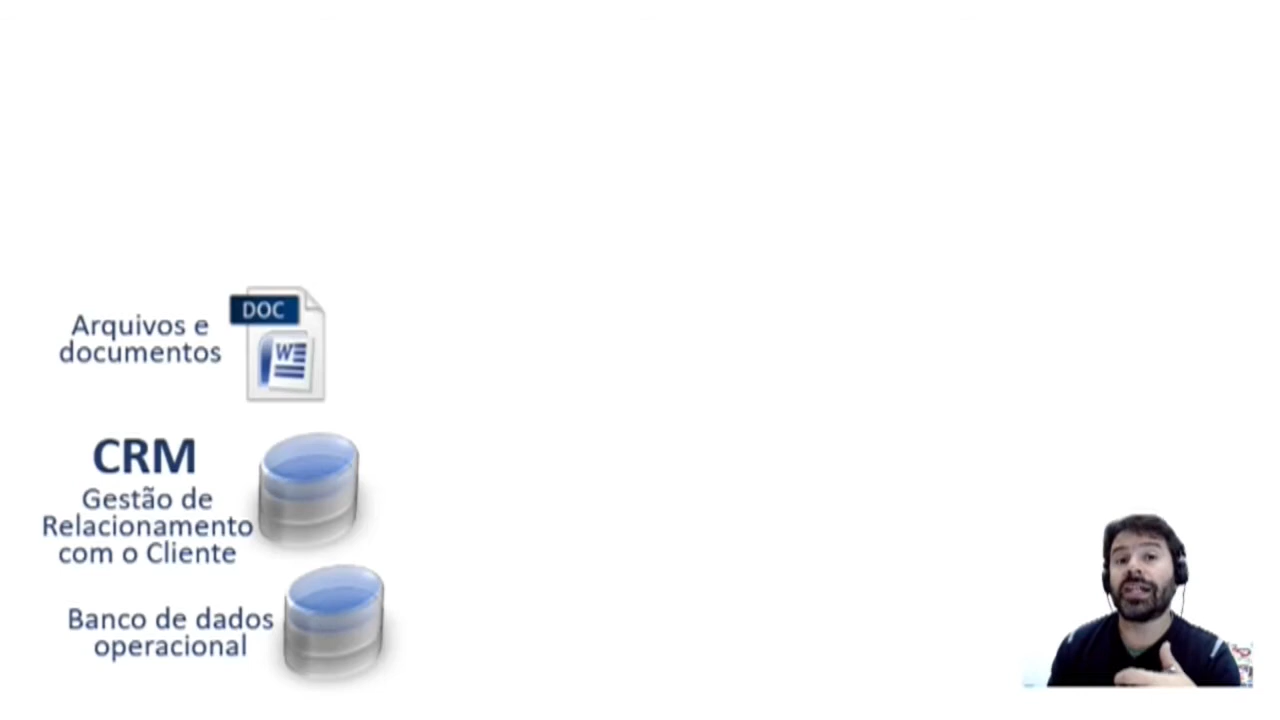 DOC
Arquivos e
documentos
W
CRM
Gestão de
Relacionamento
com o Cliente
Banco de dados
operacional